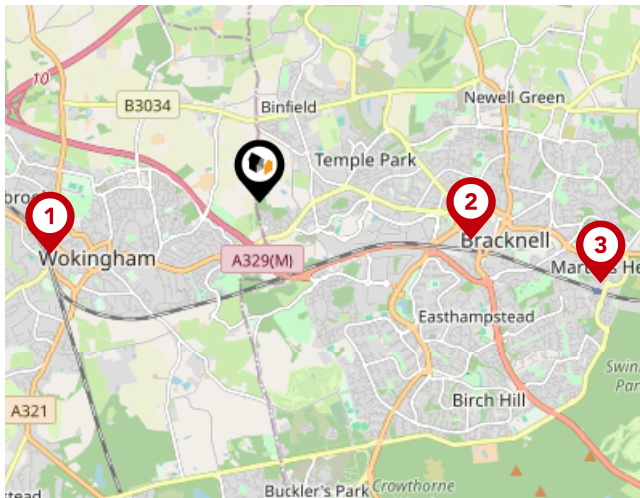 10
B3034
Binfield
Newell Green
Temple Park
1
2
3
Wokingham
A329(M)
Bracknell
Easthampstead
Birch Hill
A321
Buckler's Park
Crowthorne